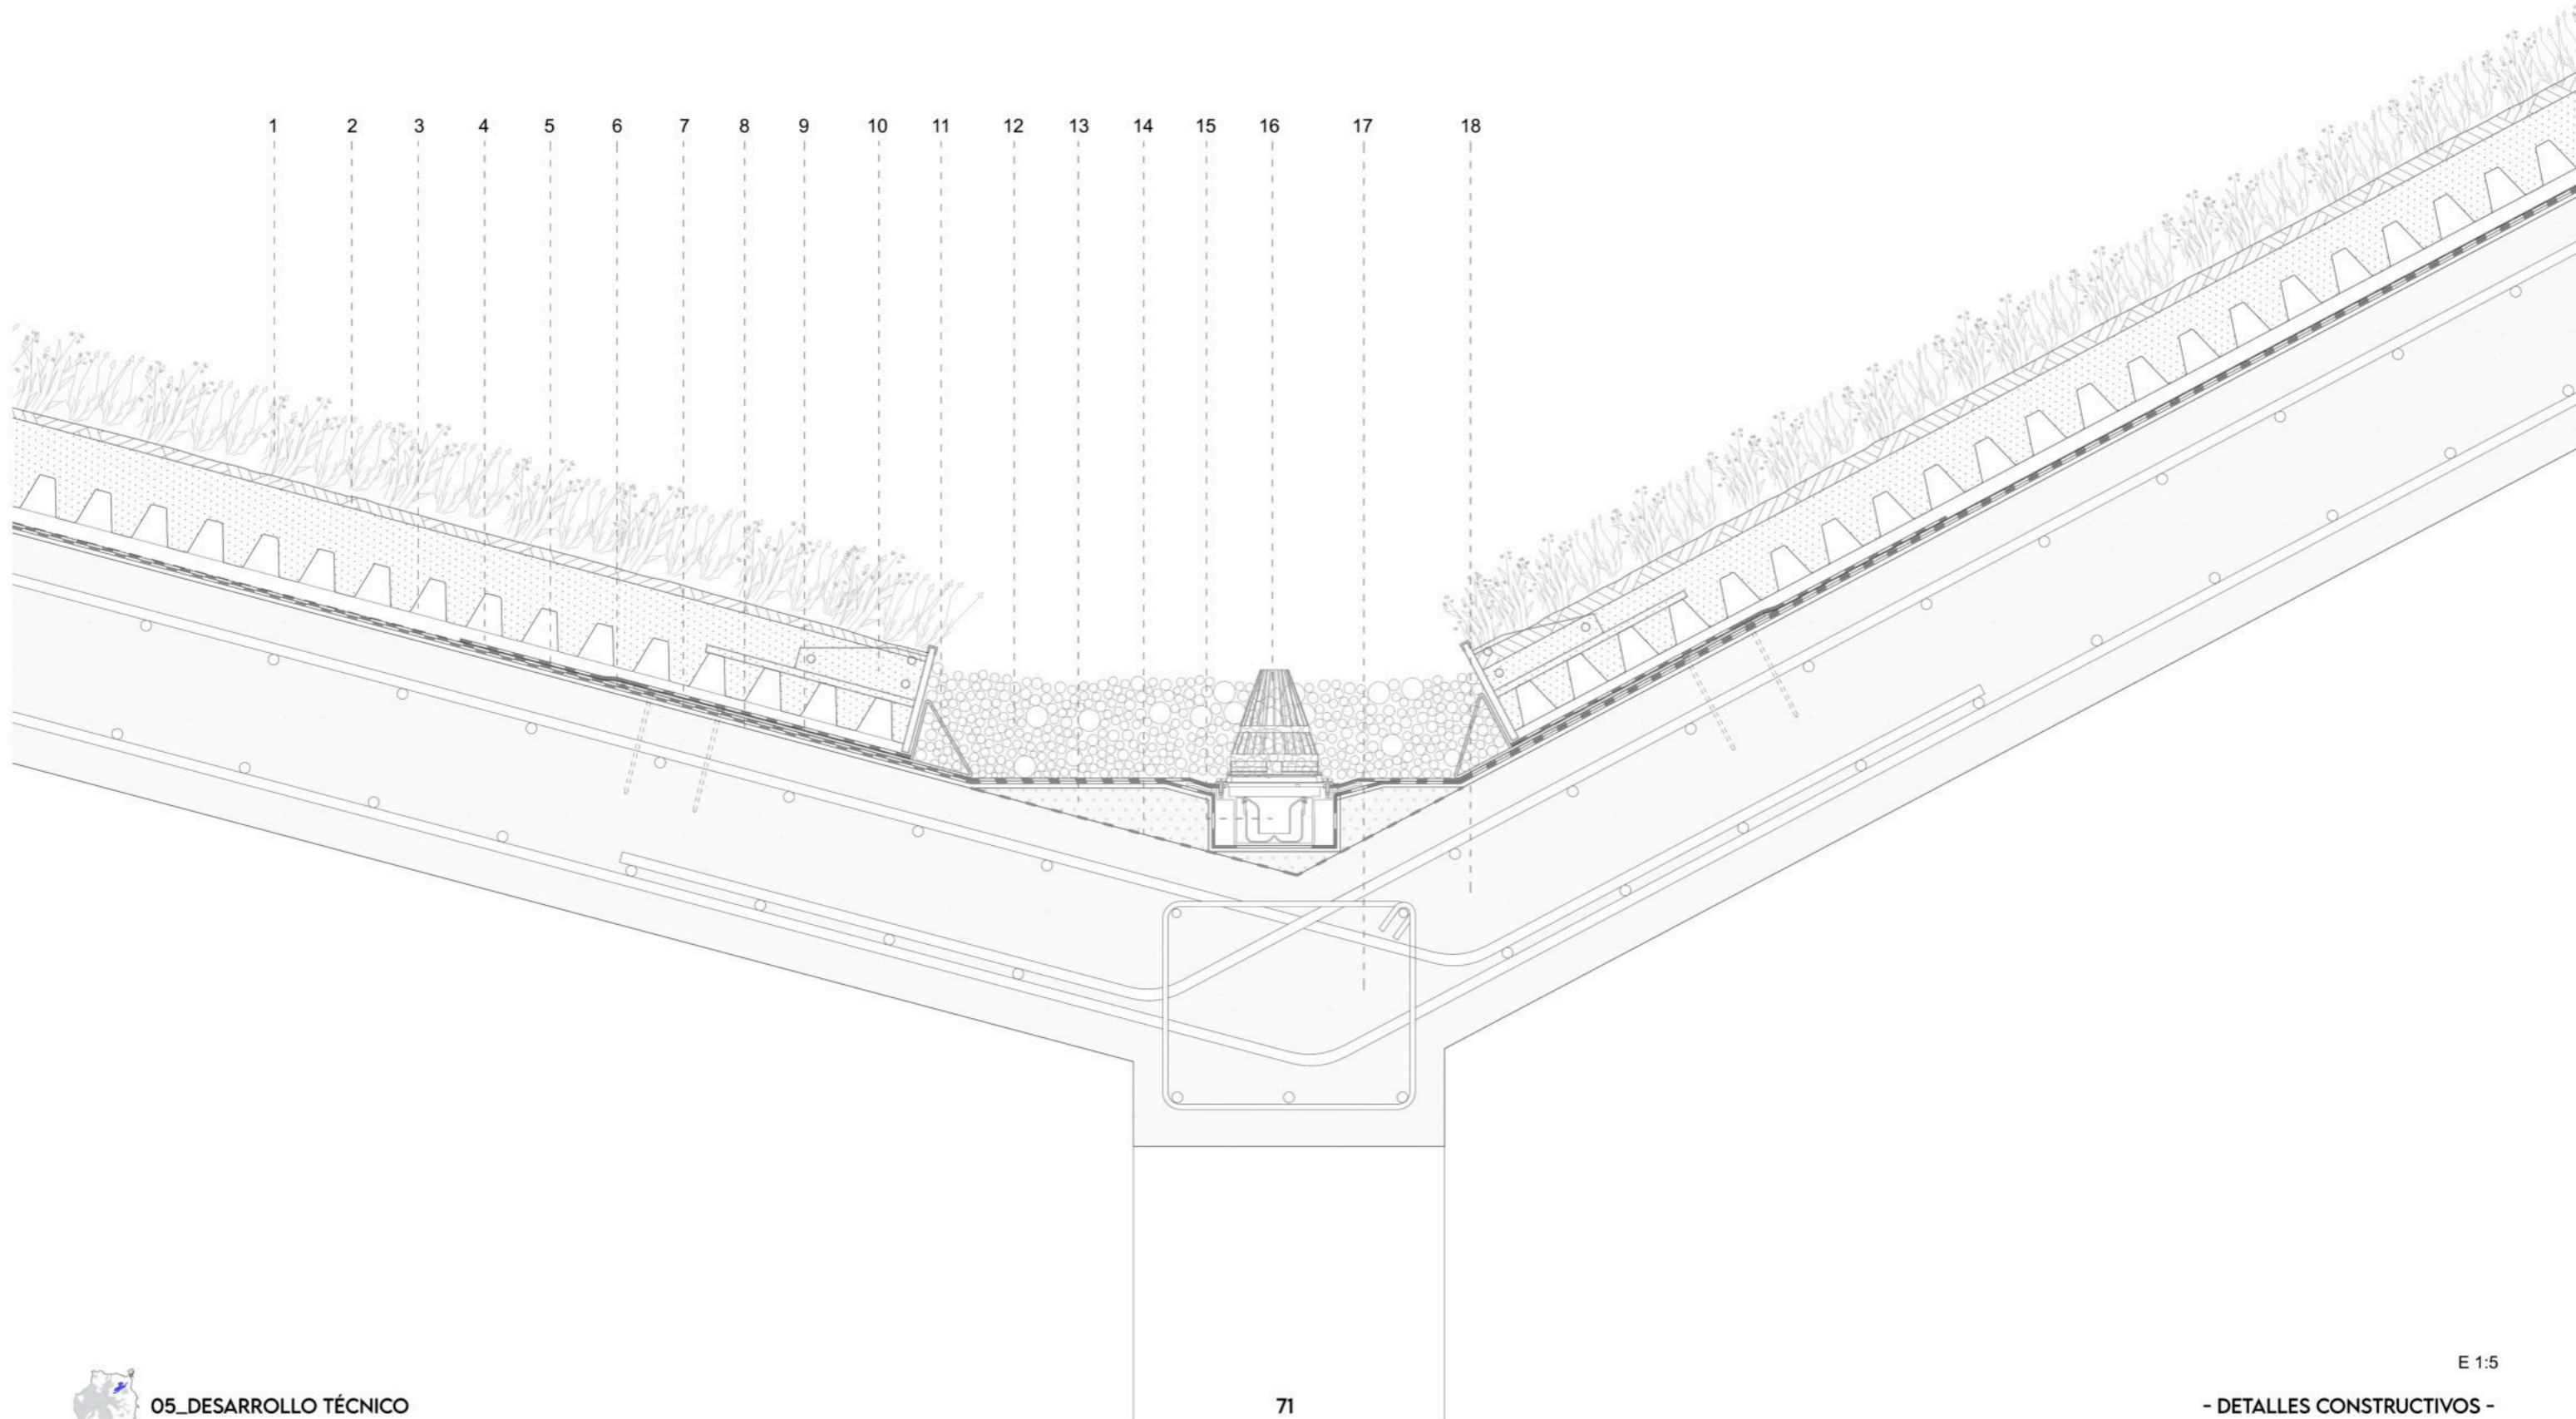 1 2 3 4 5 6 7 8 9 10 11 12 13 14 15 16 17 18
E 1:5
05_DESARROLLO TÉCNICO
71
- DETALLES CONSTRUCTIVOS -